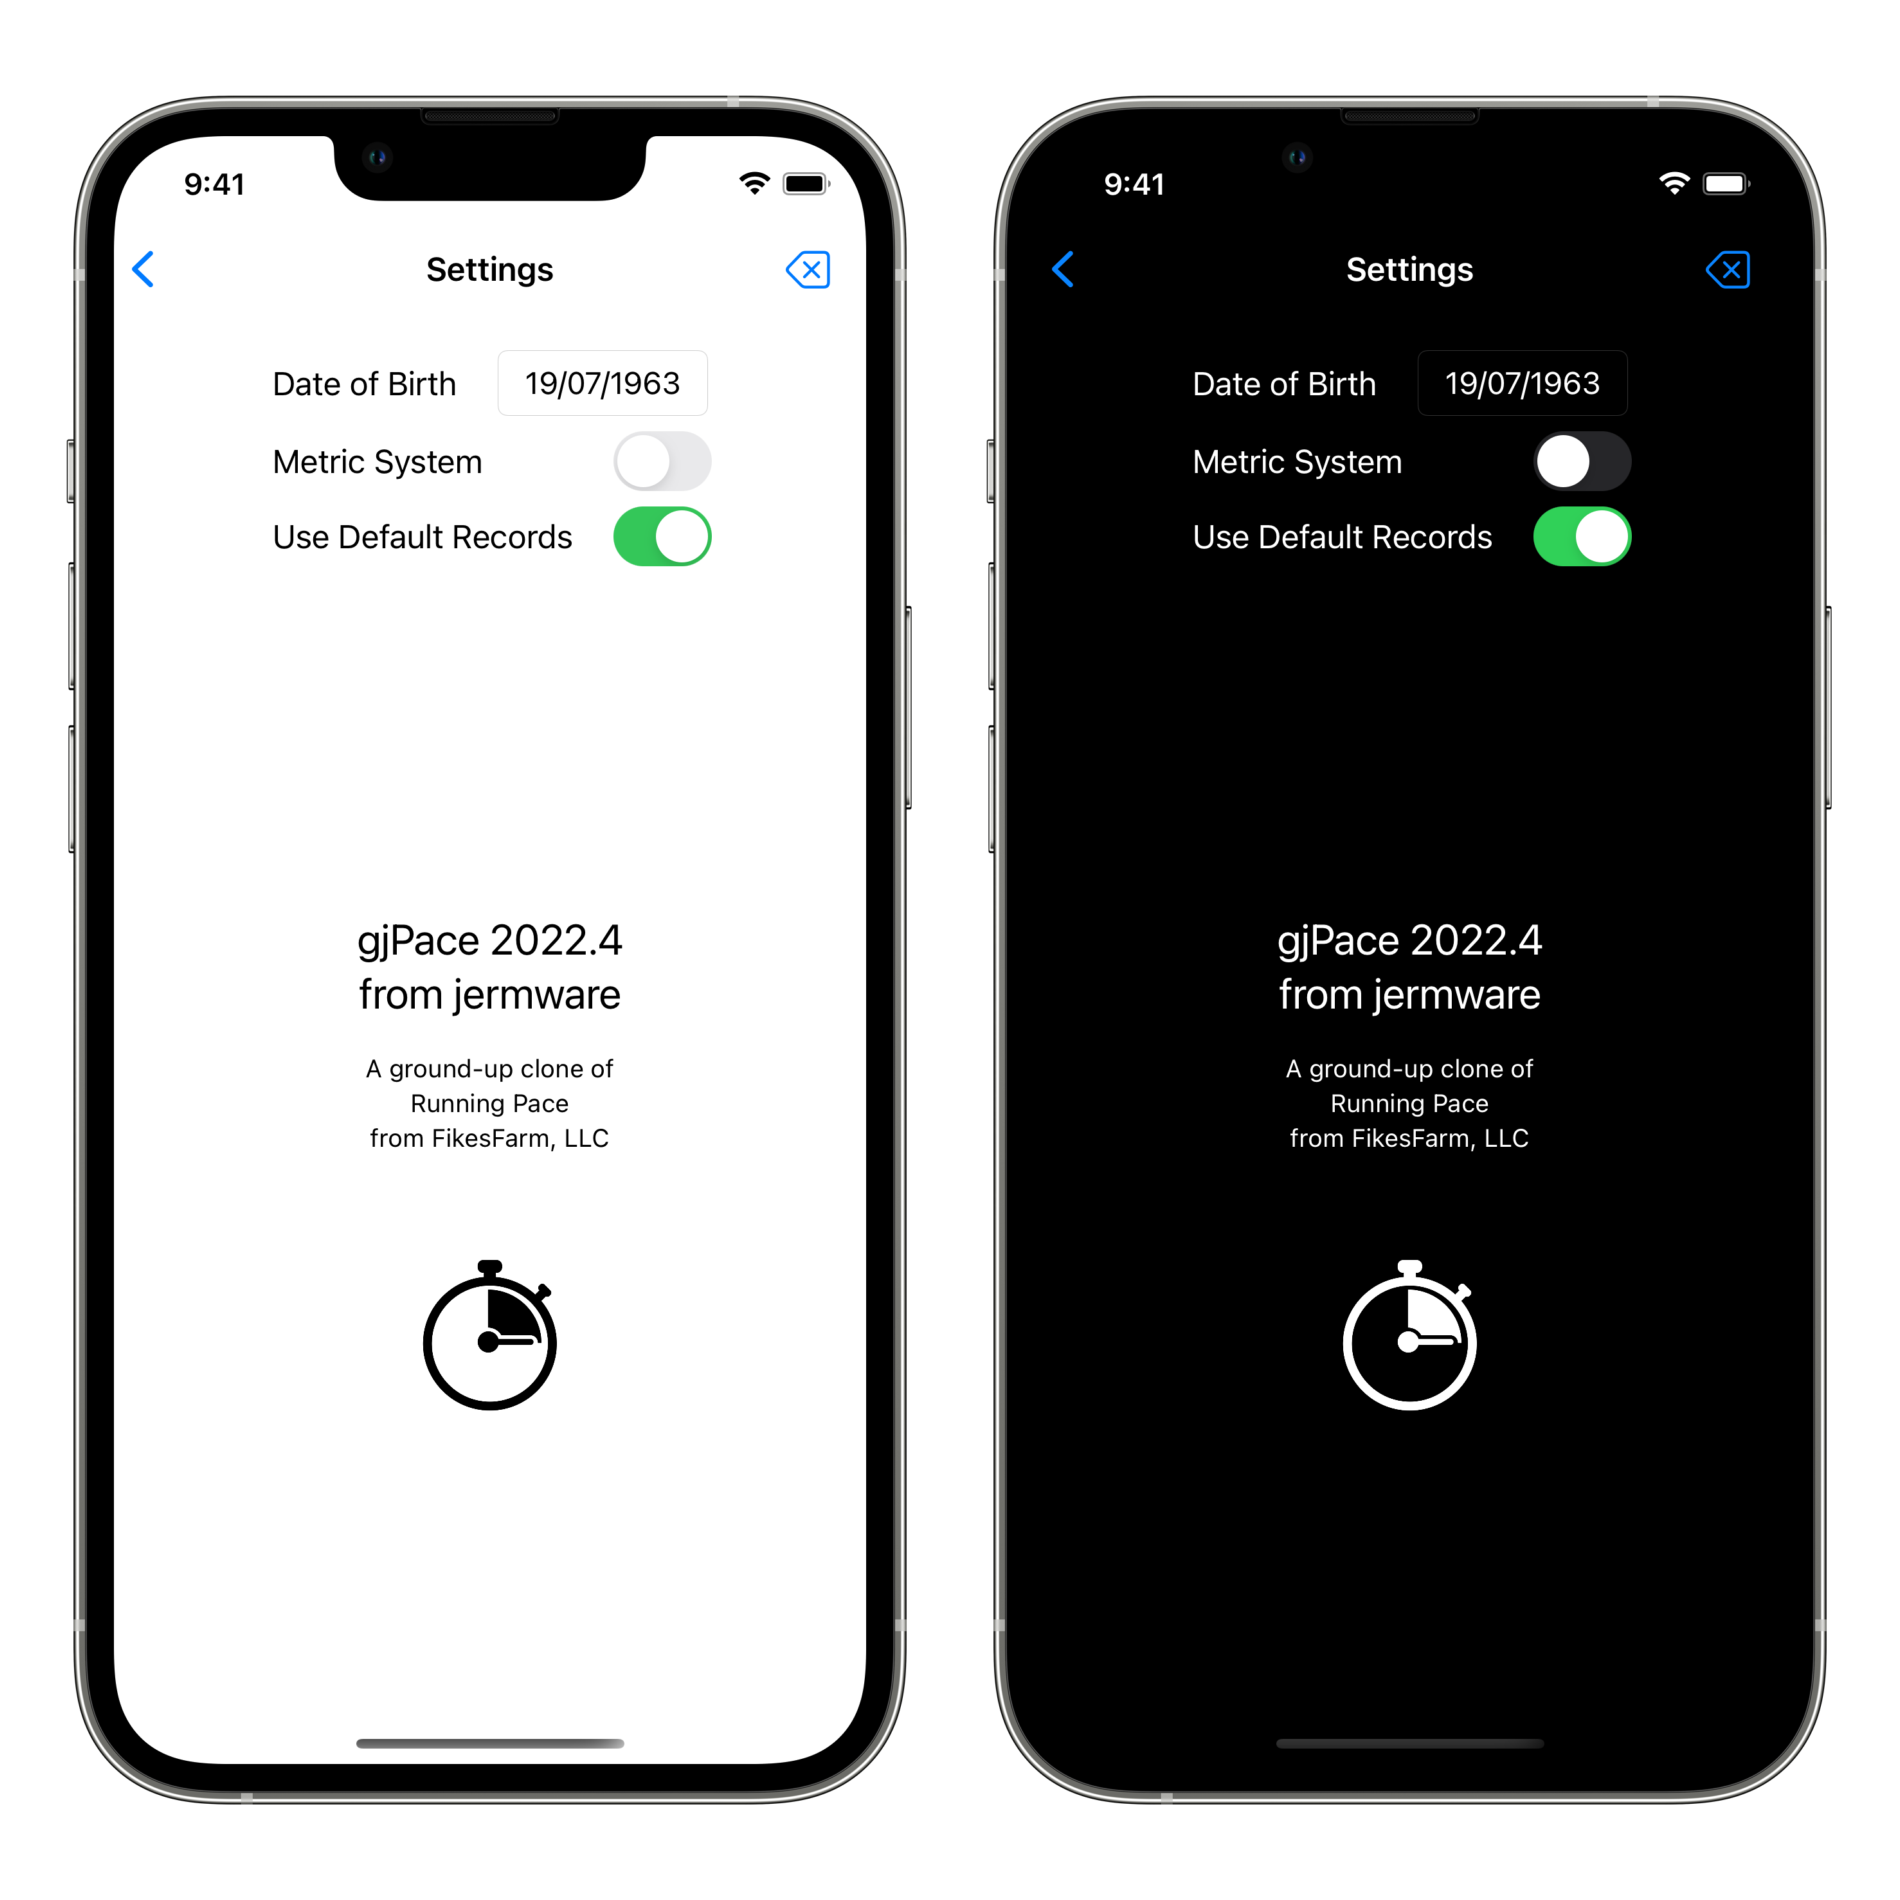 9:41
Settings
Date of Birth 19/07/1963
Metric System
Use Default Records
gjPace 2022.4
from jermware
A ground-up clone of
Running Pace
from FikesFarm, LLC
9:41
Settings
Date of Birth 19/07/1963
Metric System
Use Default Records
gjPace 2022.4
from jermware
A ground-up clone of
Running Pace
from FikesFarm, LLC